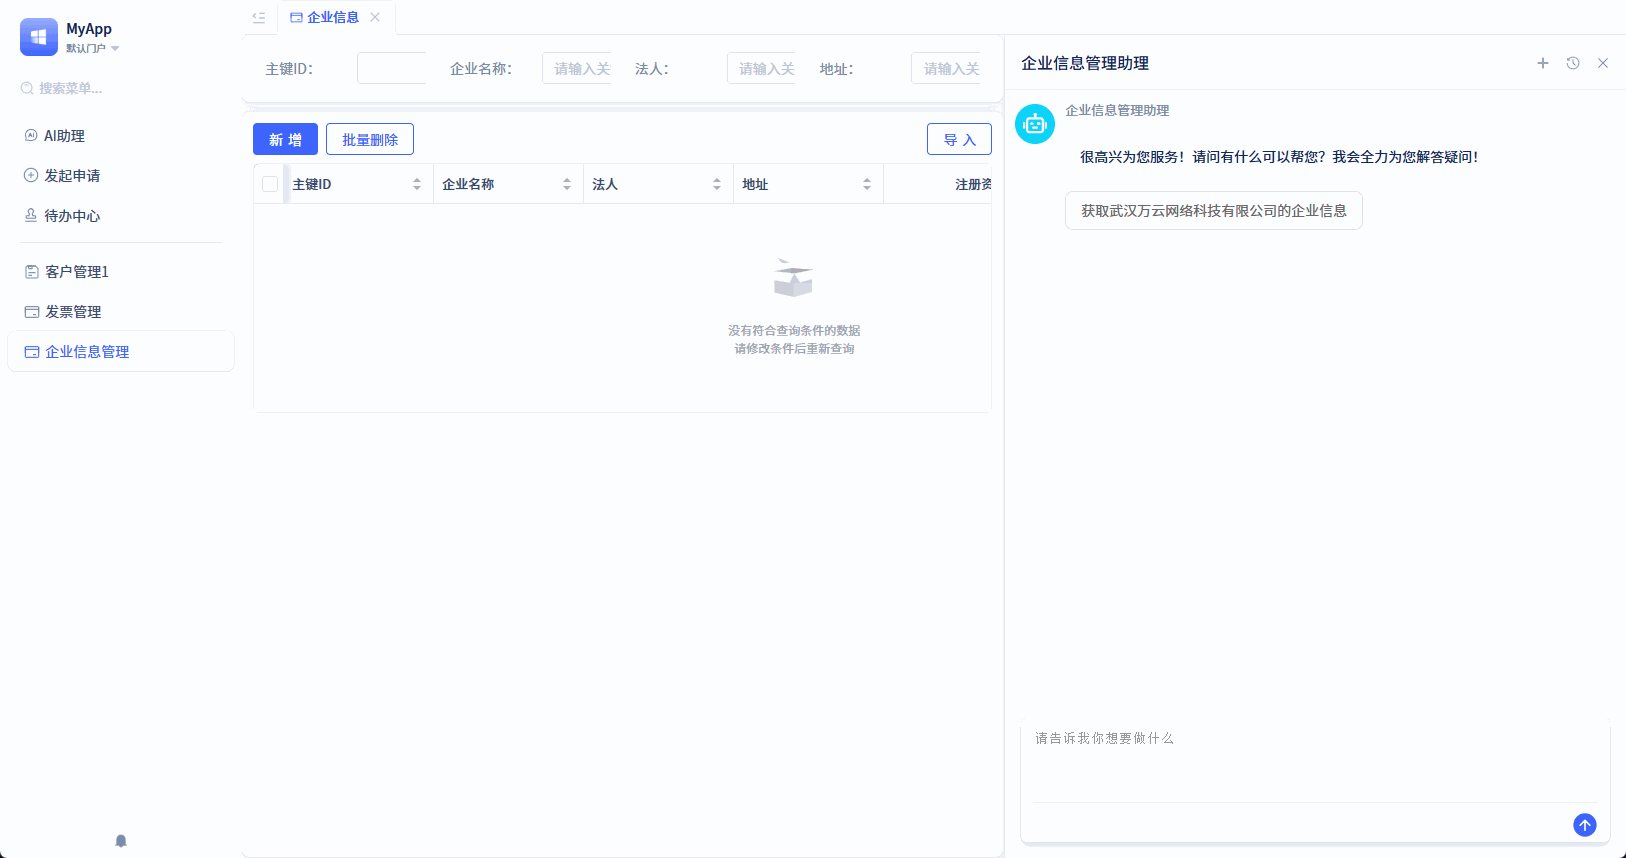 MyApp
默认门户
搜索菜单...
AI助理
发起申请
待办中心
客户管理1
发票管理
企业信息管理
企业信息
主键ID：
企业名称： 请输入关
法人： 请输入关
地址： 请输入关
新 增
批量删除
导 入
主键ID 企业名称 法人 地址 注册资
没有符合查询条件的数据
请修改条件后重新查询
企业信息管理助理
企业信息管理助理
很高兴为您服务！请问有什么可以帮您？我会全力为您解答疑问！
获取武汉万云网络科技有限公司的企业信息
请告诉我你想要做什么